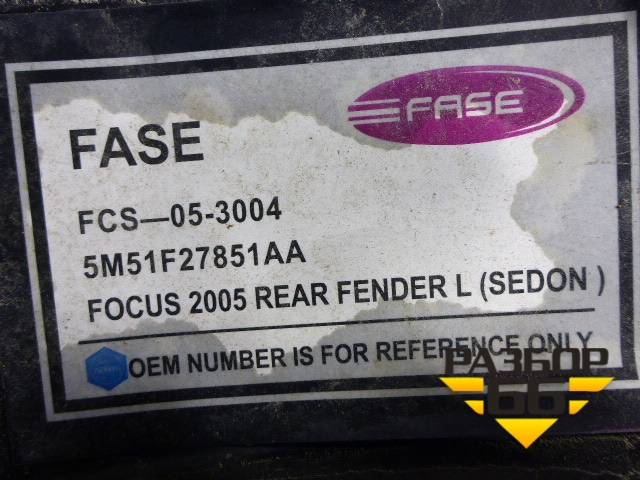 FASE
FASE
FCS—05-3004
5M51F27851AA
FOCUS 2005 REAR FENDER L (SEDON )
OEM NUMBER IS FOR REFERENCE ONLY
РАЗБОР
66